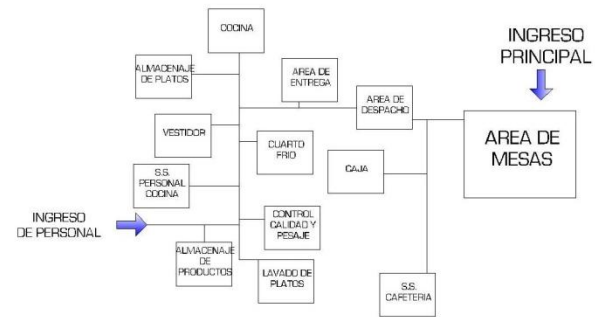 COCINA
INGRESO
PRINCIPAL
ALMACENAJE
DE PLATOS
AREA DE
ENTREGA
AREA DE
DESPACHO
AREA DE
MESAS
VESTIDOR
CUARTO
FRIO
CAJA
S.S.
PERSONAL
COCINA
INGRESO
DE PERSONAL
CONTROL
CALIDAD Y
PESAJE
ALMACENAJE
DE
PRODUCTOS
LAVADO DE
PLATOS
S.S.
CAFETERIA